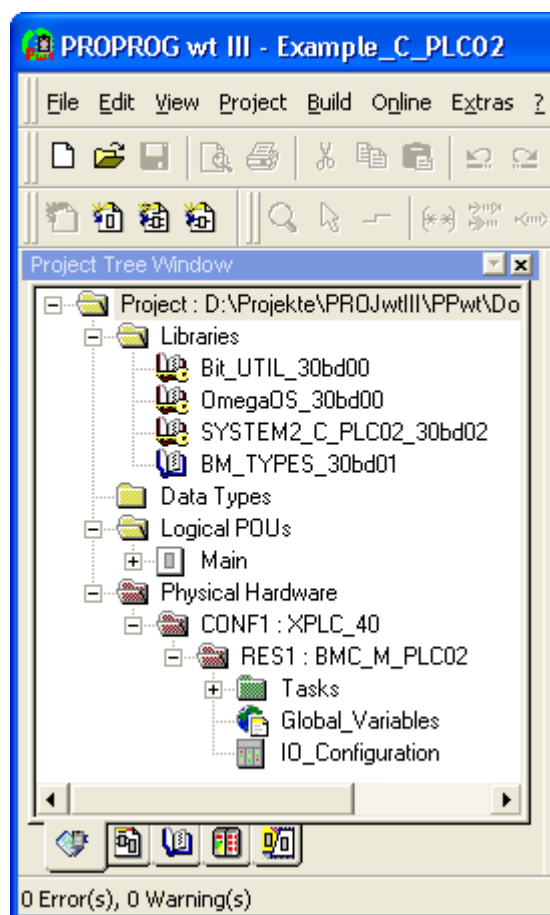 PROPROG wt III - Example_C_PLC02
File Edit View Project Build Online Extras ?
Project Tree Window
Project : D:\Projekte\PROJwtIII\PPwt\Do
Libraries
Bit_UTIL_30bd00
OmegaOS_30bd00
SYSTEM2_C_PLC02_30bd02
BM_TYPES_30bd01
Data Types
Logical POUs
Main
Physical Hardware
CONF1 : XPLC_40
RES1 : BMC_M_PLC02
Tasks
Global_Variables
IO_Configuration
0 Error(s), 0 Warning(s)